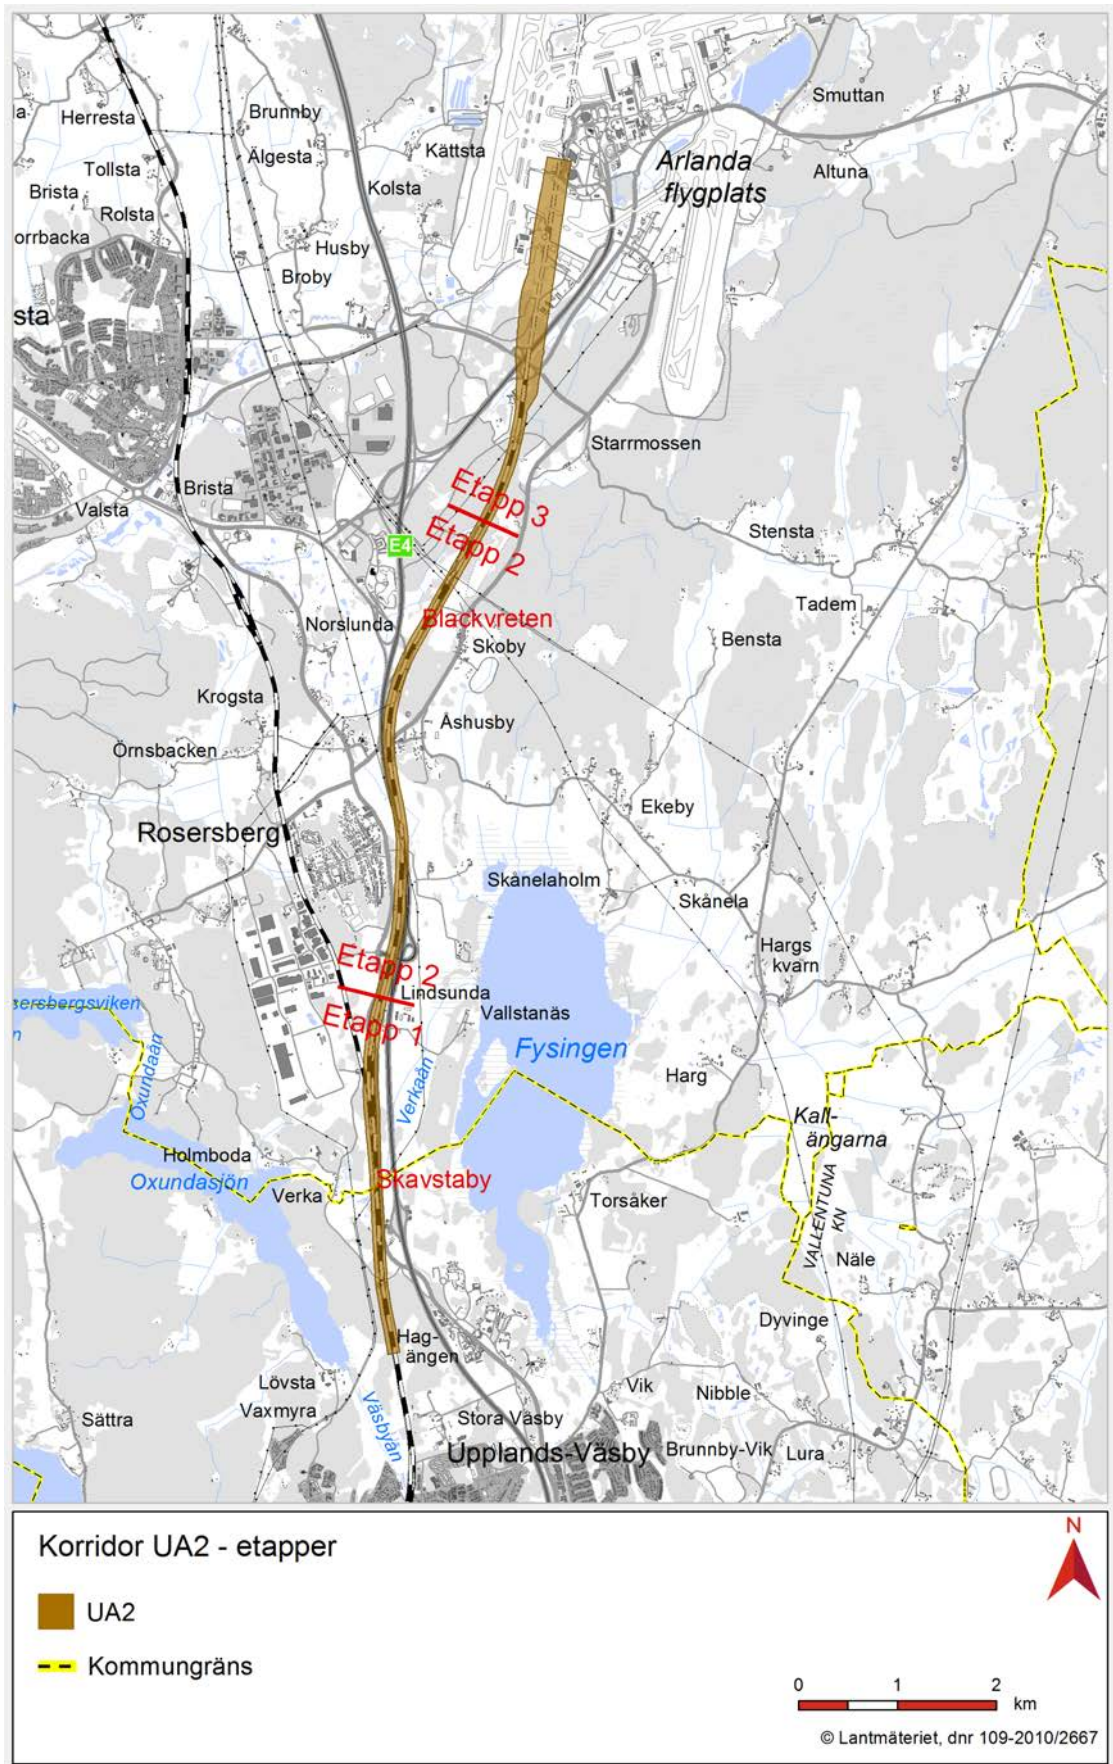 la
Herresta
Brunnby
Smuttan
Tollsta
Älgesta
Kättsta
Arlanda
flygplats
Altuna
Brista
Kolsta
Rolsta
orrbacka
Husby
Broby
sta
Starrmossen
Etapp 3
Brista
Valsta
Etapp 2
Stensta
E4
Tadem
Norslunda
Blackvreten
Bensta
Skoby
Krogsta
Åshusby
Örnsbacken
Ekeby
Rosersberg
Skånelaholm
Skånela
Hargs
kvarn
Etapp 2
Lindsunda
sersbergsviken
Vallstanäs
Etapp 1
n
Fysingen
Oxundaån
Verkaån
Harg
Kall-
ängarna
Holmboda
Oxundasjön
Skavstaby
Verka
Torsåker
VALLENTUNA
KN
Näle
Dyvinge
Hag-
ängen
Lövsta
Vik
Nibble
Vaxmyra
Sättra
Väsbyån
Stora Väsby
Upplands-Väsby
Brunnby-Vik
Lura
Korridor UA2 - etapper
N
UA2
Kommungräns
0 1 2
km
© Lantmäteriet, dnr 109-2010/2667